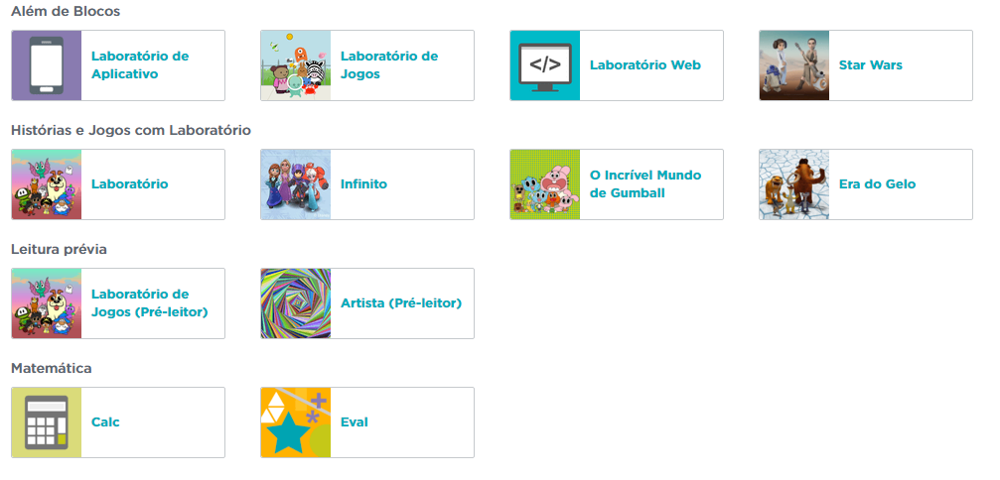 Além de Blocos
Laboratório de
Aplicativo
Laboratório de
Jogos
</>
Laboratório Web
Star Wars
Histórias e Jogos com Laboratório
Laboratório
Infinito
O Incrível Mundo
de Gumball
Era do Gelo
Leitura prévia
Laboratório de
Jogos (Pré-leitor)
Artista (Pré-leitor)
Matemática
Calc
Eval